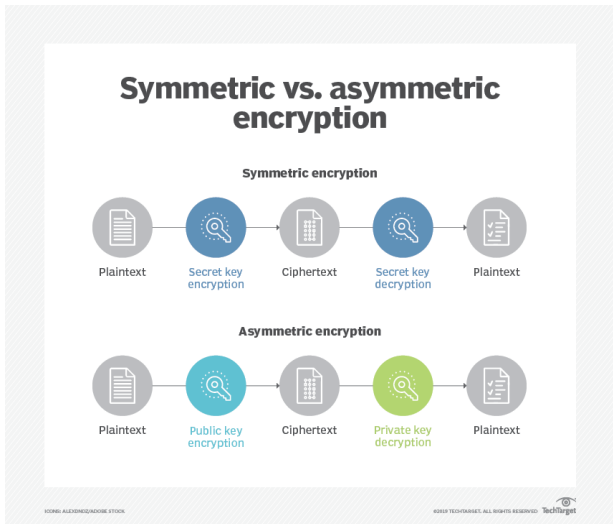 Symmetric vs. asymmetric
encryption
Symmetric encryption
Plaintext
Secret key
encryption
Ciphertext
Secret key
decryption
Plaintext
Asymmetric encryption
Plaintext
Public key
encryption
Ciphertext
Private key
decryption
Plaintext
ICONS: ALEXDNDZ/ADOBE STOCK
©2019 TECHTARGET. ALL RIGHTS RESERVED TechTarget